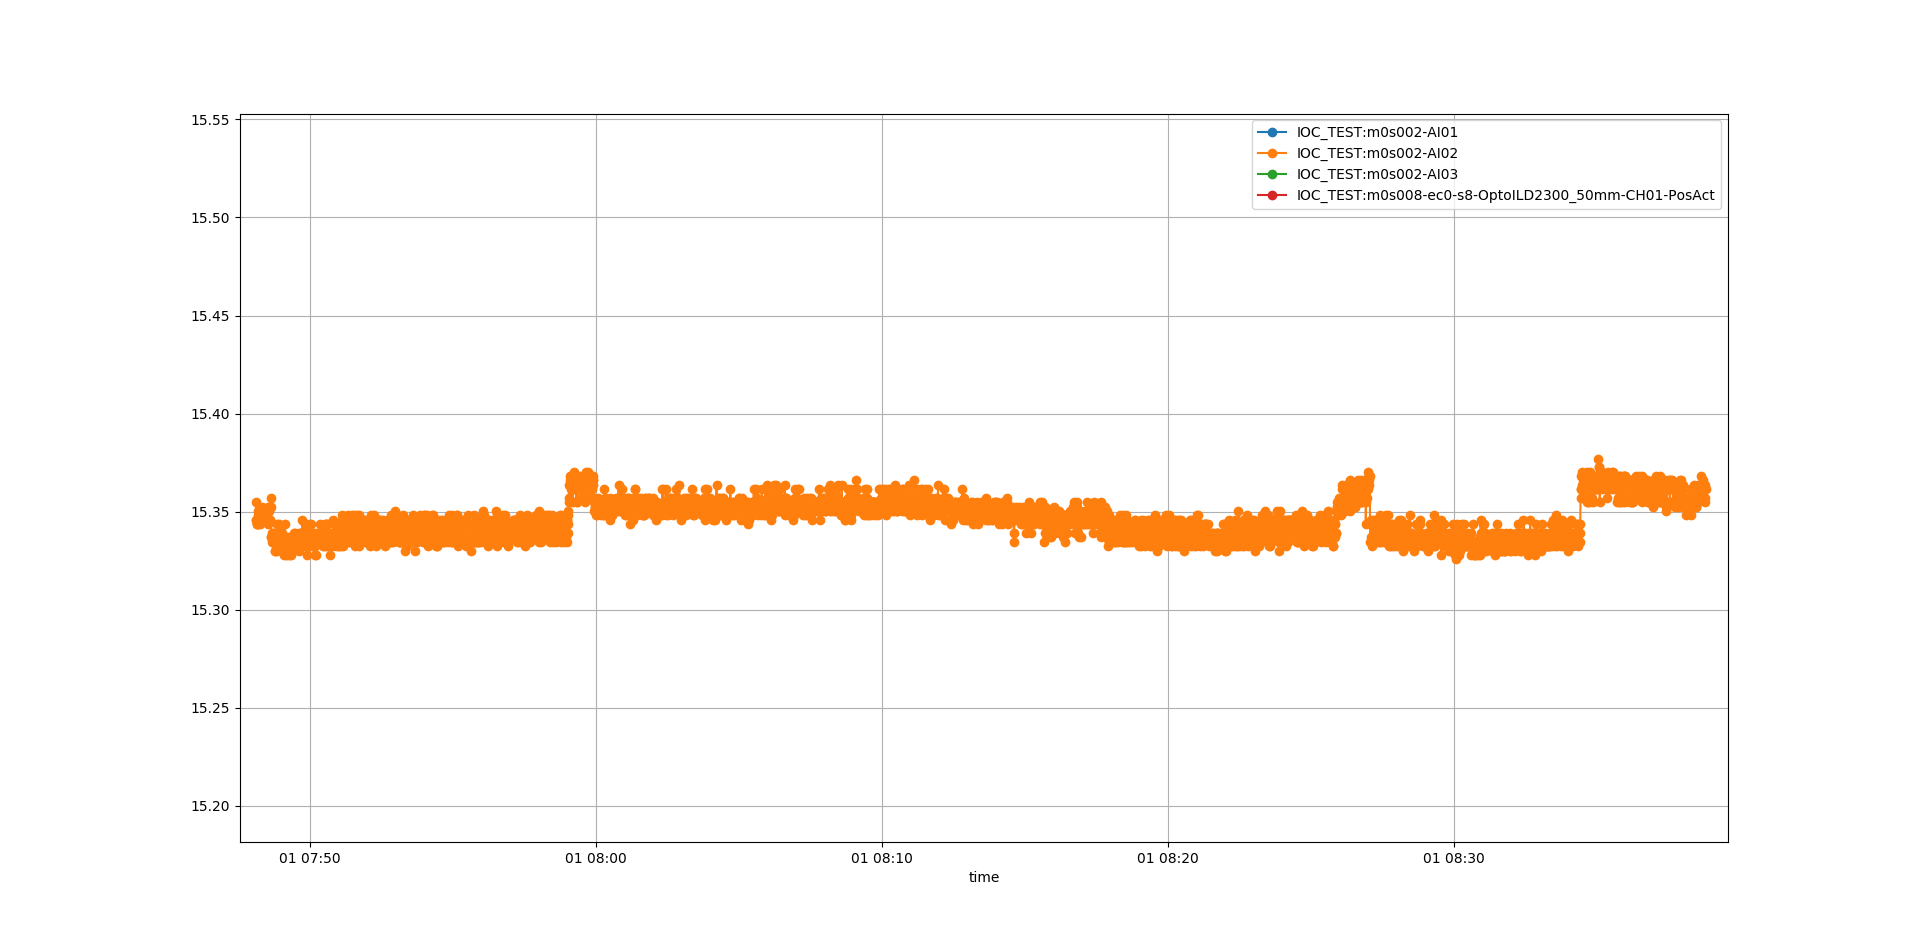 15.55
15.50
15.45
15.40
15.35
15.30
15.25
15.20
IOC_TEST:m0s002-AI01
IOC_TEST:m0s002-AI02
IOC_TEST:m0s002-AI03
IOC_TEST:m0s008-ec0-s8-OptoILD2300_50mm-CH01-PosAct
01 07:50
01 08:00
01 08:10
01 08:20
01 08:30
time